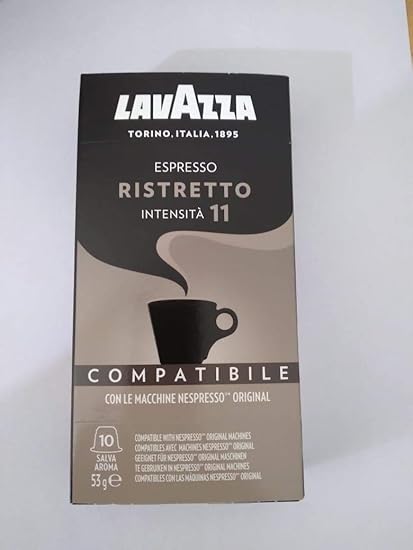 LAVAZZA
TORINO, ITALIA, 1895
ESPRESSO
RISTRETTO
INTENSITÀ 11
COMPATIBILE
CON LE MACCHINE NESPRESSO™ ORIGINAL
10
SALVA
AROMA
53 g e
COMPATIBLE WITH NESPRESSO™ ORIGINAL MACHINES
COMPATIBLES AVEC MACHINES NESPRESSO™ ORIGINAL
GEEIGNET FÜR NESPRESSO™ ORIGINAL MASCHINEN
TE GEBRUIKEN IN NESPRESSO™ ORIGINAL MACHINES
COMPATIBLES CON LAS MÁQUINAS NESPRESSO™ ORIGINAL